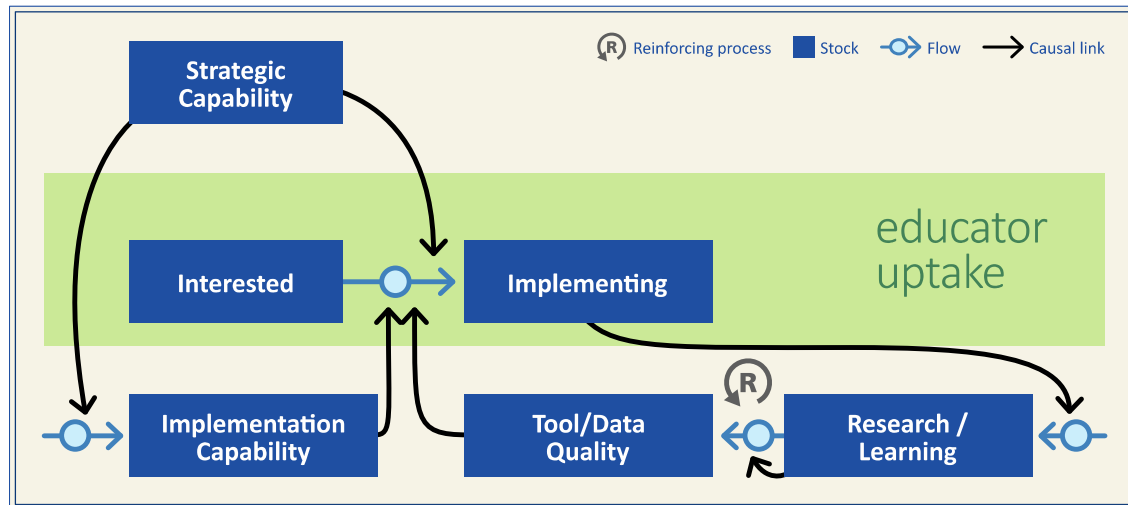 Reinforcing process
Stock
Flow
Causal link
Strategic
Capability
educator
uptake
Interested
Implementing
R
R
Implementation
Capability
Tool/Data
Quality
Research /
Learning